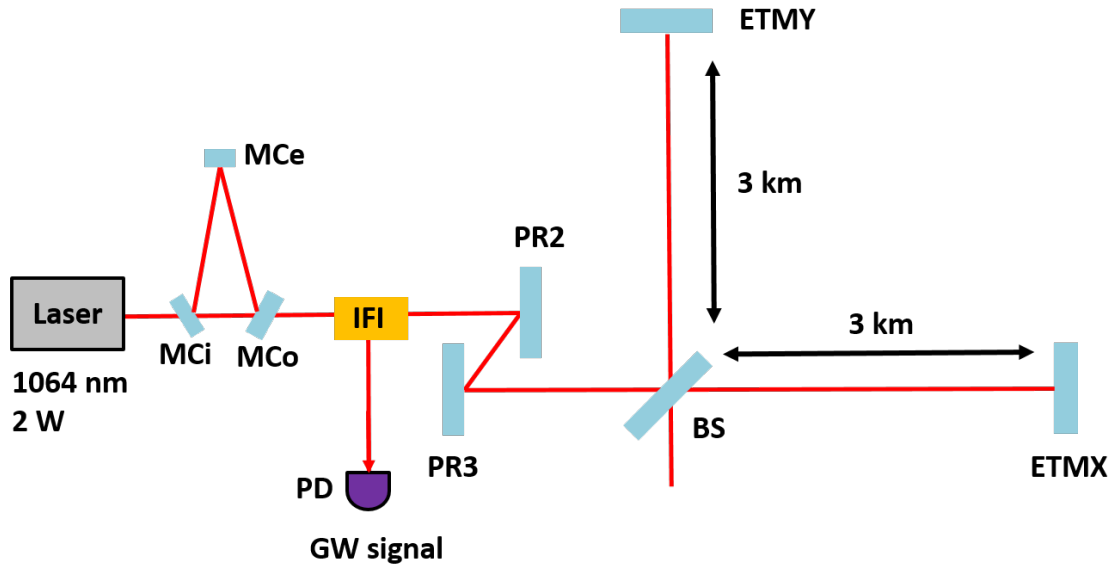 ETMY
MCe
3 km
PR2
Laser
IFI
3 km
MCi
MCo
1064 nm
2 W
BS
PR3
ETMX
PD
GW signal